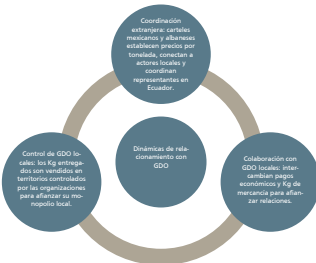 Coordinación
extranjera: carteles
mexicanos y albaneses
establecen precios por
tonelada, conectan a
actores locales y
coordinan
representantes en
Ecuador.
Dinámicas de rela-
cionamiento con
GDO
Control de GDO lo-
cales: los Kg entrega-
dos son vendidos en
territorios controlados
por las organizaciones
para afianzar su mo-
nopolio local.
Colaboración con
GDO locales: inter-
cambian pagos
económicos y Kg de
mercancia para afian-
zar relaciones.